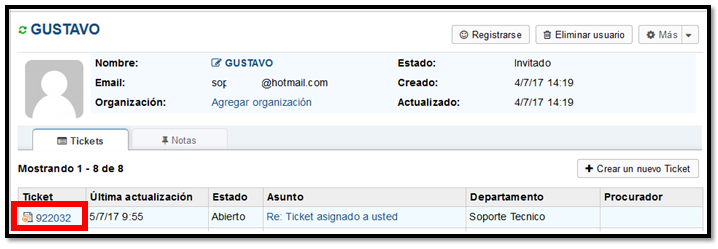 GUSTAVO
Registrarse Eliminar usuario Más
Nombre: GUSTAVO Estado: Invitado
Email: sop @hotmail.com Creado: 4/7/17 14:19
Organización: Agregar organización Actualizado: 4/7/17 14:19
Tickets Notas
Mostrando 1 - 8 de 8 Crear un nuevo Ticket
Ticket Última actualización Estado Asunto Departamento Procurador
922032 5/7/17 9:55 Abierto Re: Ticket asignado a usted Soporte Tecnico